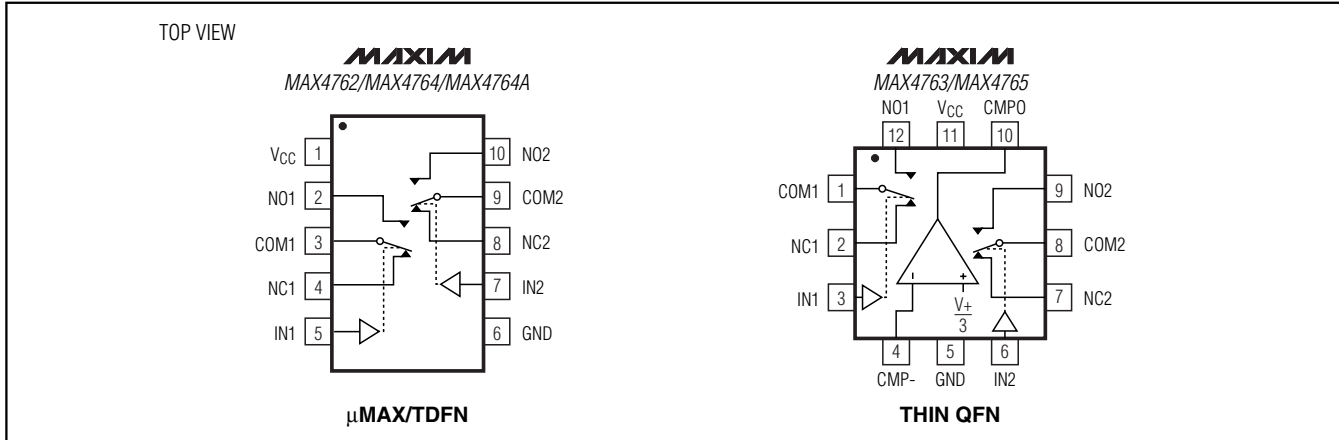 TOP VIEW
MAXIM
MAX4762/MAX4764/MAX4764A
VCC 1
NO1 2
COM1 3
NC1 4
IN1 5
10 NO2
9 COM2
8 NC2
7 IN2
6 GND
µMAX/TDFN
MAXIM
MAX4763/MAX4765
NO1 VCC CMPO
12 11 10
COM1 1
NC1 2
IN1 3
9 NO2
8 COM2
7 NC2
- +
V+
3
4 5 6
CMP- GND IN2
THIN QFN